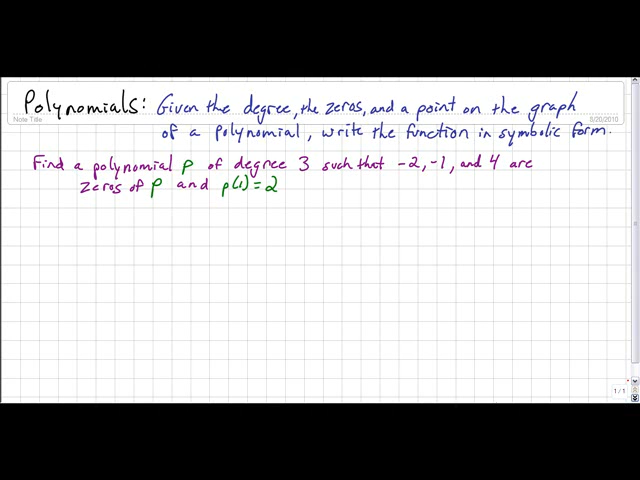 Polynomials: Given the degree, the zeros, and a point on the graph
Note Title
5/20/2010
of a polynomial, write the function in symbolic form.
Find a polynomial p of degree 3 such that -2, -1, and 4 are
zeros of p and p(1) = 2
1 / 1